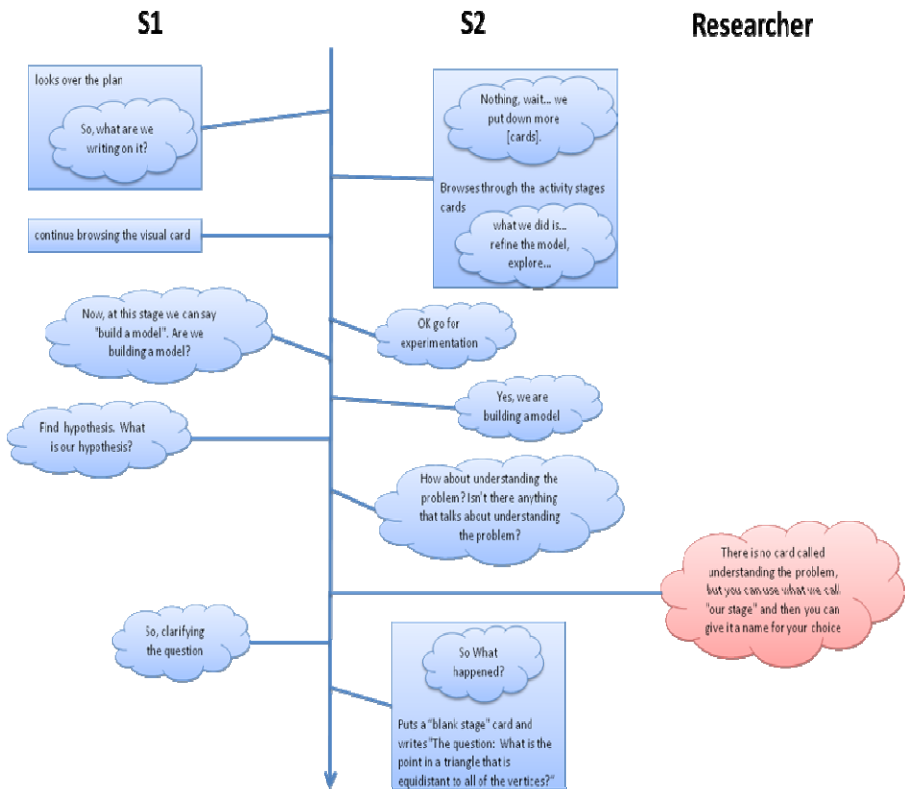 S1
S2
Researcher
looks over the plan
So, what are we
writing on it?
Nothing, wait... we
put down more
[cards].
Browses through the activity stages
cards
what we did is...
refine the model,
explore...
continue browsing the visual card
OK go for
experimentation
Now, at this stage we can say
"build a model". Are we
building a model?
Yes, we are
building a model
Find hypothesis. What
is our hypothesis?
How about understanding the
problem? Isn't there anything
that talks about understanding
the problem?
There is no card called
understanding the problem,
but you can use what we call
"our stage" and then you can
give it a name for your choice
So, clarifying
the question
So What
happened?
Puts a "blank stage" card and
writes "The question: What is the
point in a triangle that is
equidistant to all of the vertices?"